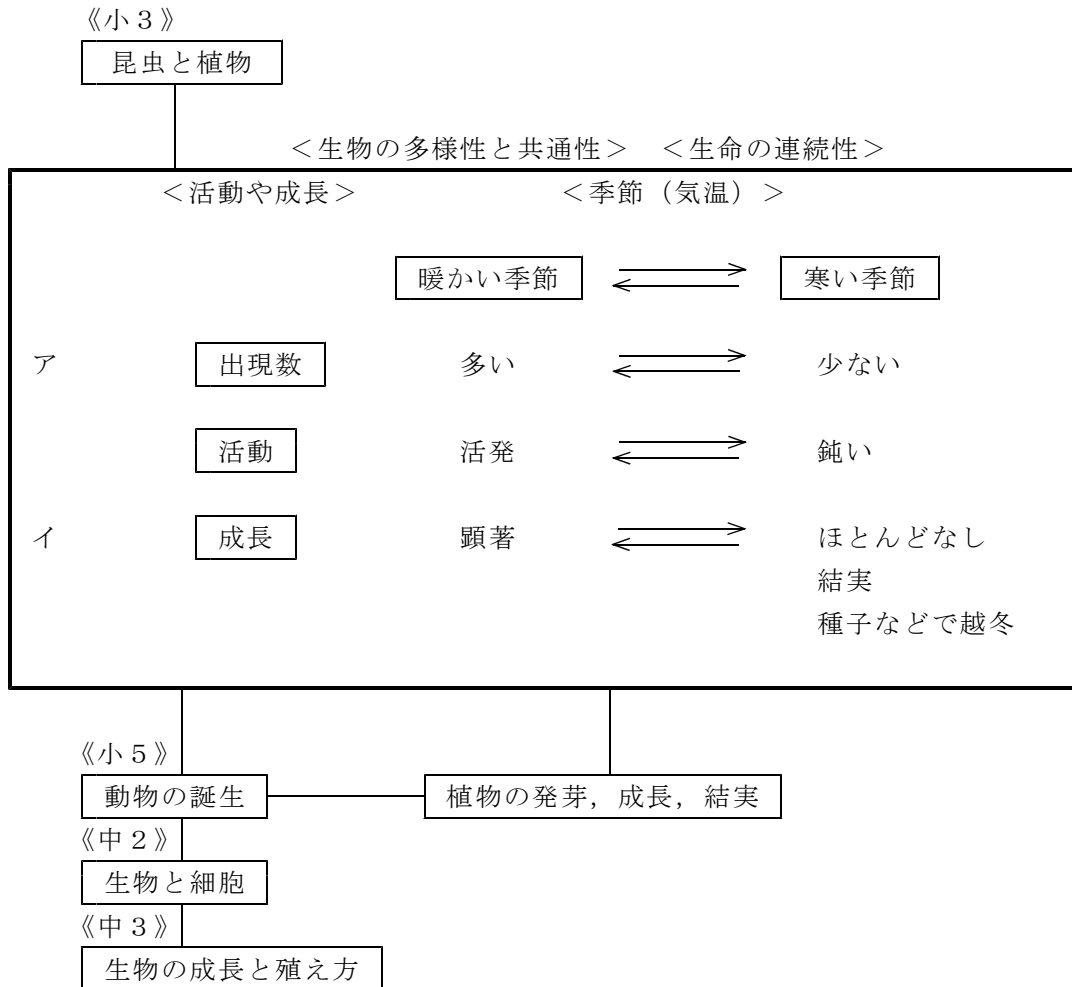 《小３》
昆虫と植物
＜生物の多様性と共通性＞　＜生命の連続性＞
＜活動や成長＞　＜季節（気温）＞
暖かい季節　寒い季節
ア　出現数　多い　少ない
活動　活発　鈍い
イ　成長　顕著　ほとんどなし
結実
種子などで越冬
《小５》
動物の誕生　植物の発芽，成長，結実
《中２》
生物と細胞
《中３》
生物の成長と殖え方